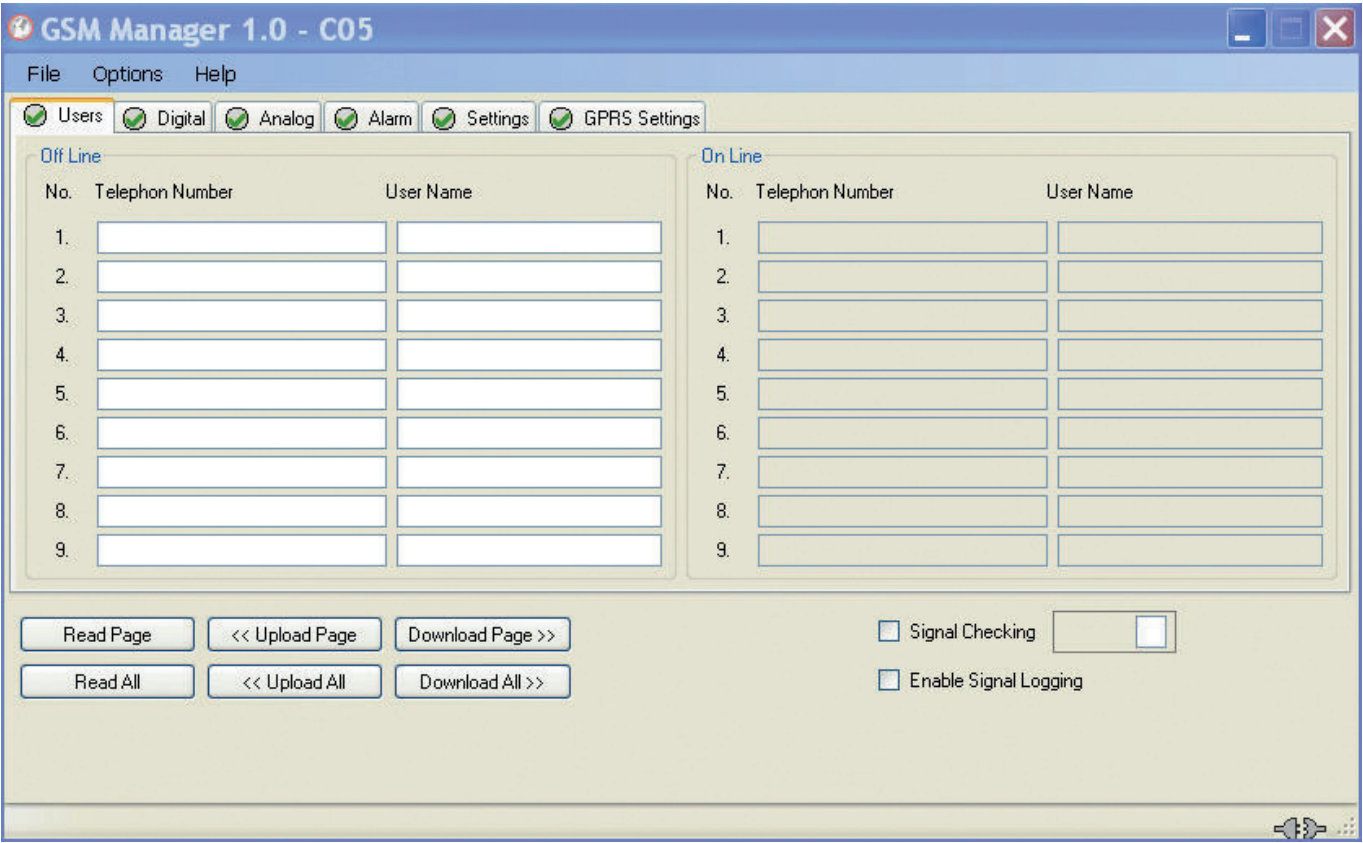 GSM Manager 1.0 - C05
File Options Help
Users Digital Analog Alarm Settings GPRS Settings
Off Line
No. Telephon Number User Name
1.
2.
3.
4.
5.
6.
7.
8.
9.
On Line
No. Telephon Number User Name
1.
2.
3.
4.
5.
6.
7.
8.
9.
Read Page << Upload Page Download Page >>
Read All << Upload All Download All >>
Signal Checking
Enable Signal Logging